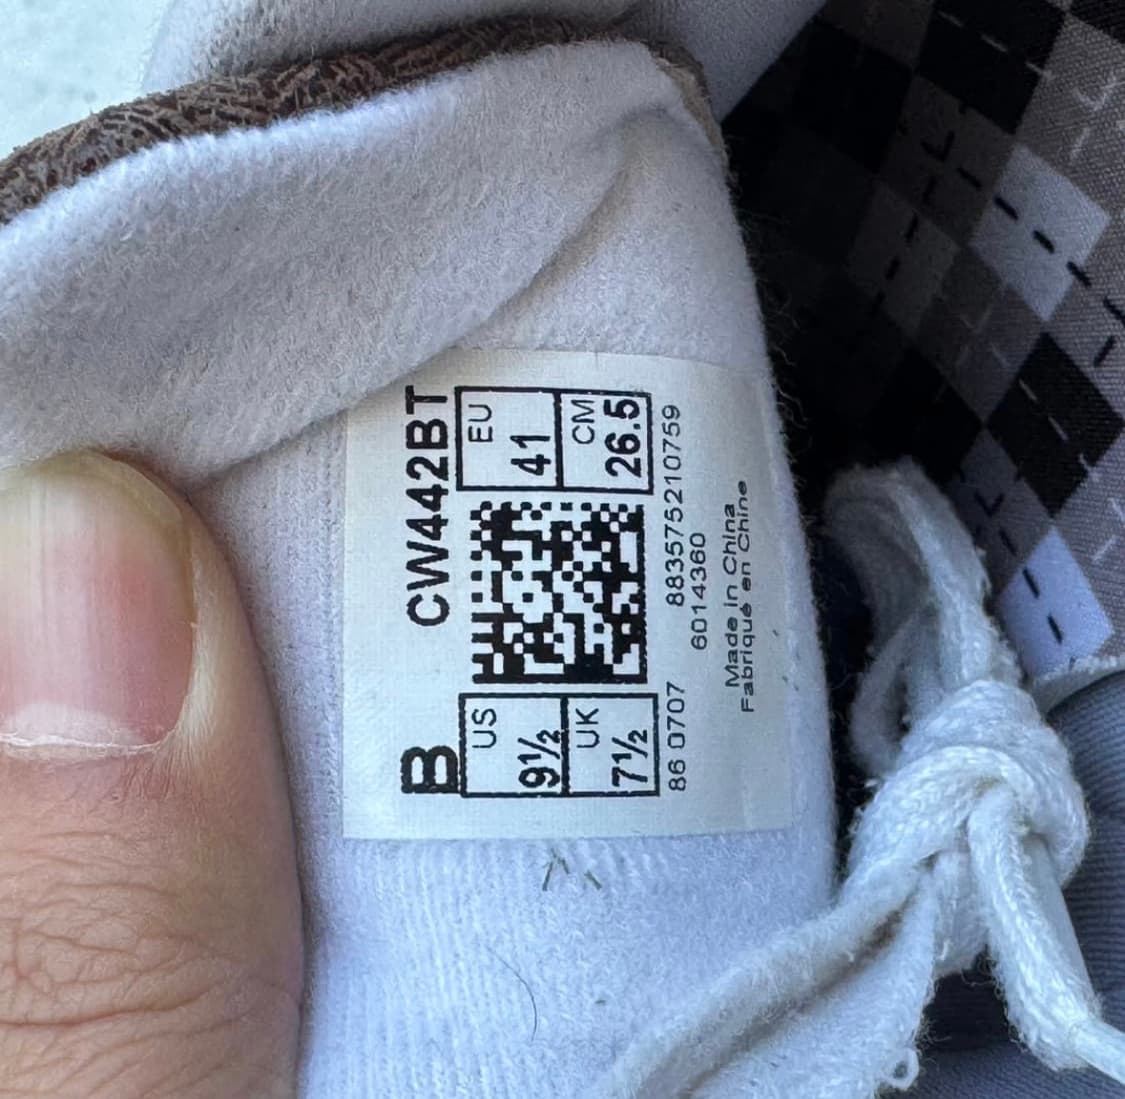 B CW442BT
US EU
9½ 41
UK CM
7½ 26.5
86 0707 883575210759
6014360
Made in China
Fabriqué en Chine